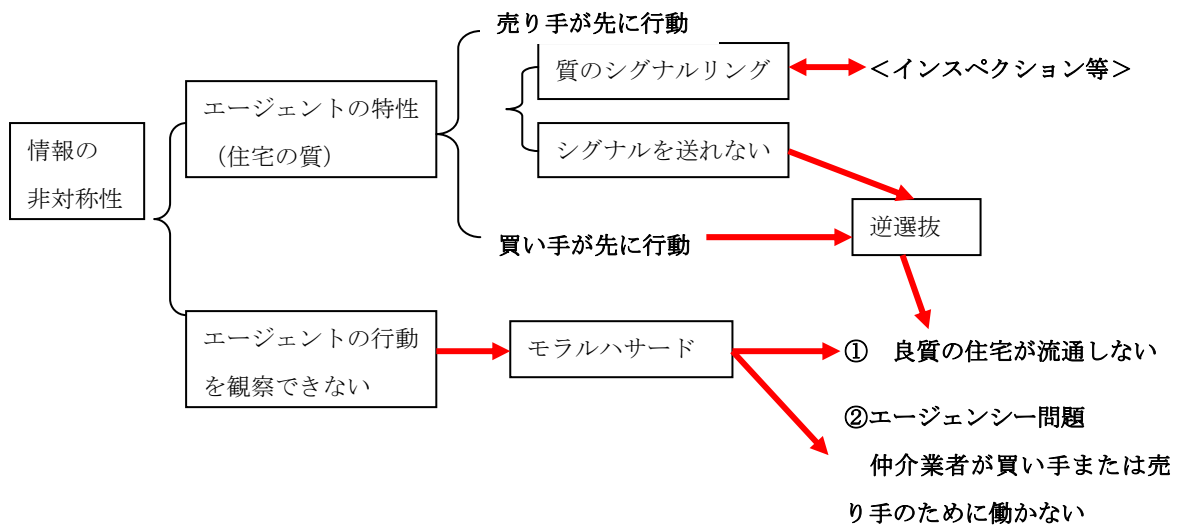 売り手が先に行動
質のシグナルリング
＜インスペクション等＞
エージェントの特性
（住宅の質）
情報の
非対称性
シグナルを送れない
逆選抜
買い手が先に行動
エージェントの行動
を観察できない
モラルハサード
①　良質の住宅が流通しない
②エージェンシー問題
仲介業者が買い手または売
り手のために働かない